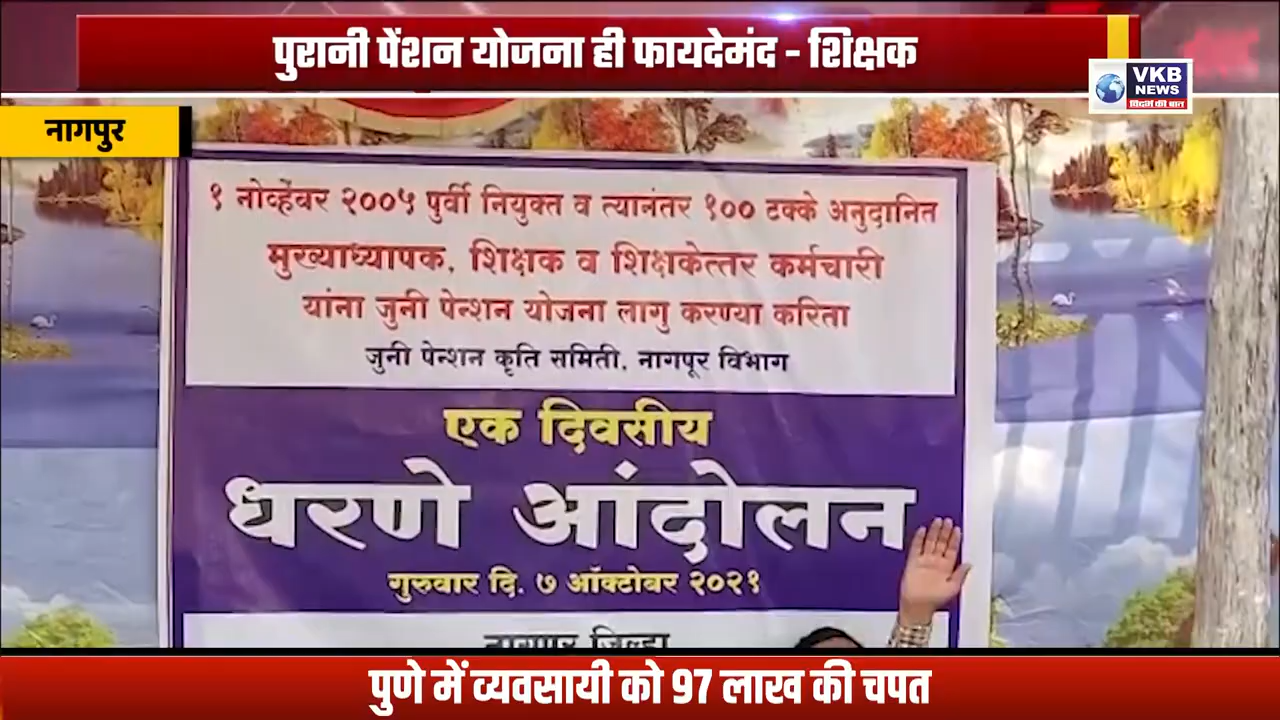 पुरानी पेंशन योजना ही फायदेमंद - शिक्षक
VKB
NEWS
विदर्भ की बात
नागपुर
१ नोव्हेंबर २००५ पुर्वी नियुक्त व त्यानंतर १०० टक्के अनुदानित
मुख्याध्यापक, शिक्षक व शिक्षकेत्तर कर्मचारी
यांना जुनी पेन्शन योजना लागु करण्या करिता
जुनी पेन्शन कृति समिती, नागपूर विभाग
एक दिवसीय
धरणे आंदोलन
गुरुवार दि. ७ ऑक्टोबर २०२१
नागपूर जिल्हा
पुणे में व्यवसायी को 97 लाख की चपत